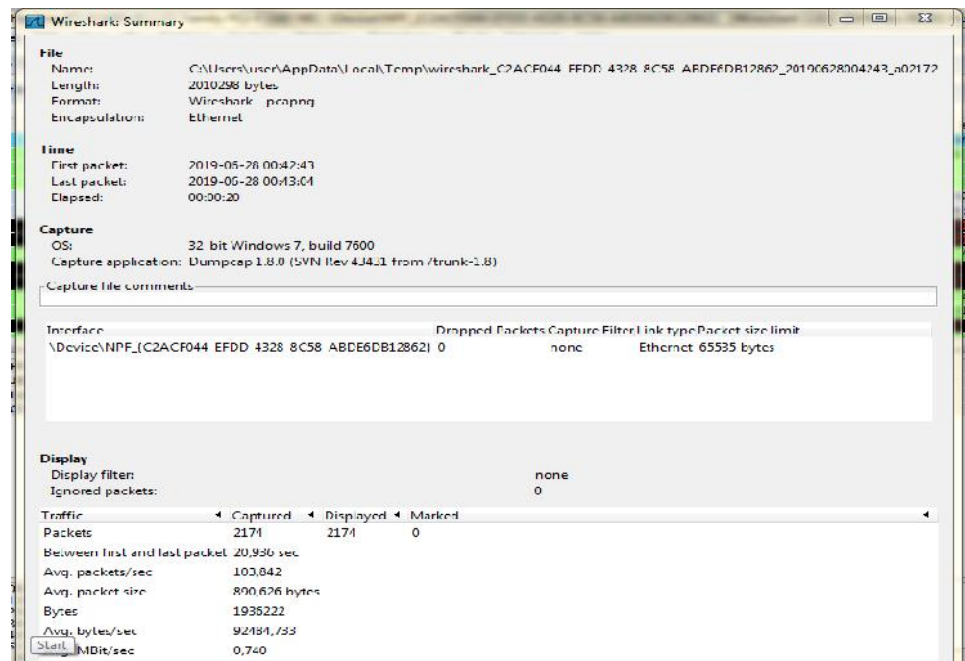 Wireshark: Summary
File
Name: C:\Users\user\AppData\Local\Temp\wireshark_C2ACF044-EFDD-4328-8C58-ABDE6DB12862_20190628004243_a02172
Length: 2010298 bytes
Format: Wireshark - pcapng
Encapsulation: Ethernet
Time
First packet: 2019-06-28 00:42:43
Last packet: 2019-06-28 00:43:04
Elapsed: 00:00:20
Capture
OS: 32-bit Windows 7, build 7600
Capture application: Dumpcap 1.8.0 (SVN Rev 43431 from /trunk-1.8)
Capture file comments
Interface Dropped Packets Capture Filter Link type Packet size limit
\Device\NPF_{C2ACF044-EFDD-4328-8C58-ABDE6DB12862} 0 none Ethernet 65535 bytes
Display
Display filter: none
Ignored packets: 0
Traffic Captured Displayed Marked
Packets 2174 2174 0
Between first and last packet 20,936 sec
Avg. packets/sec 103,842
Avg. packet size 890,626 bytes
Bytes 1936222
Avg. bytes/sec 92484,733
Start
MBit/sec 0,740